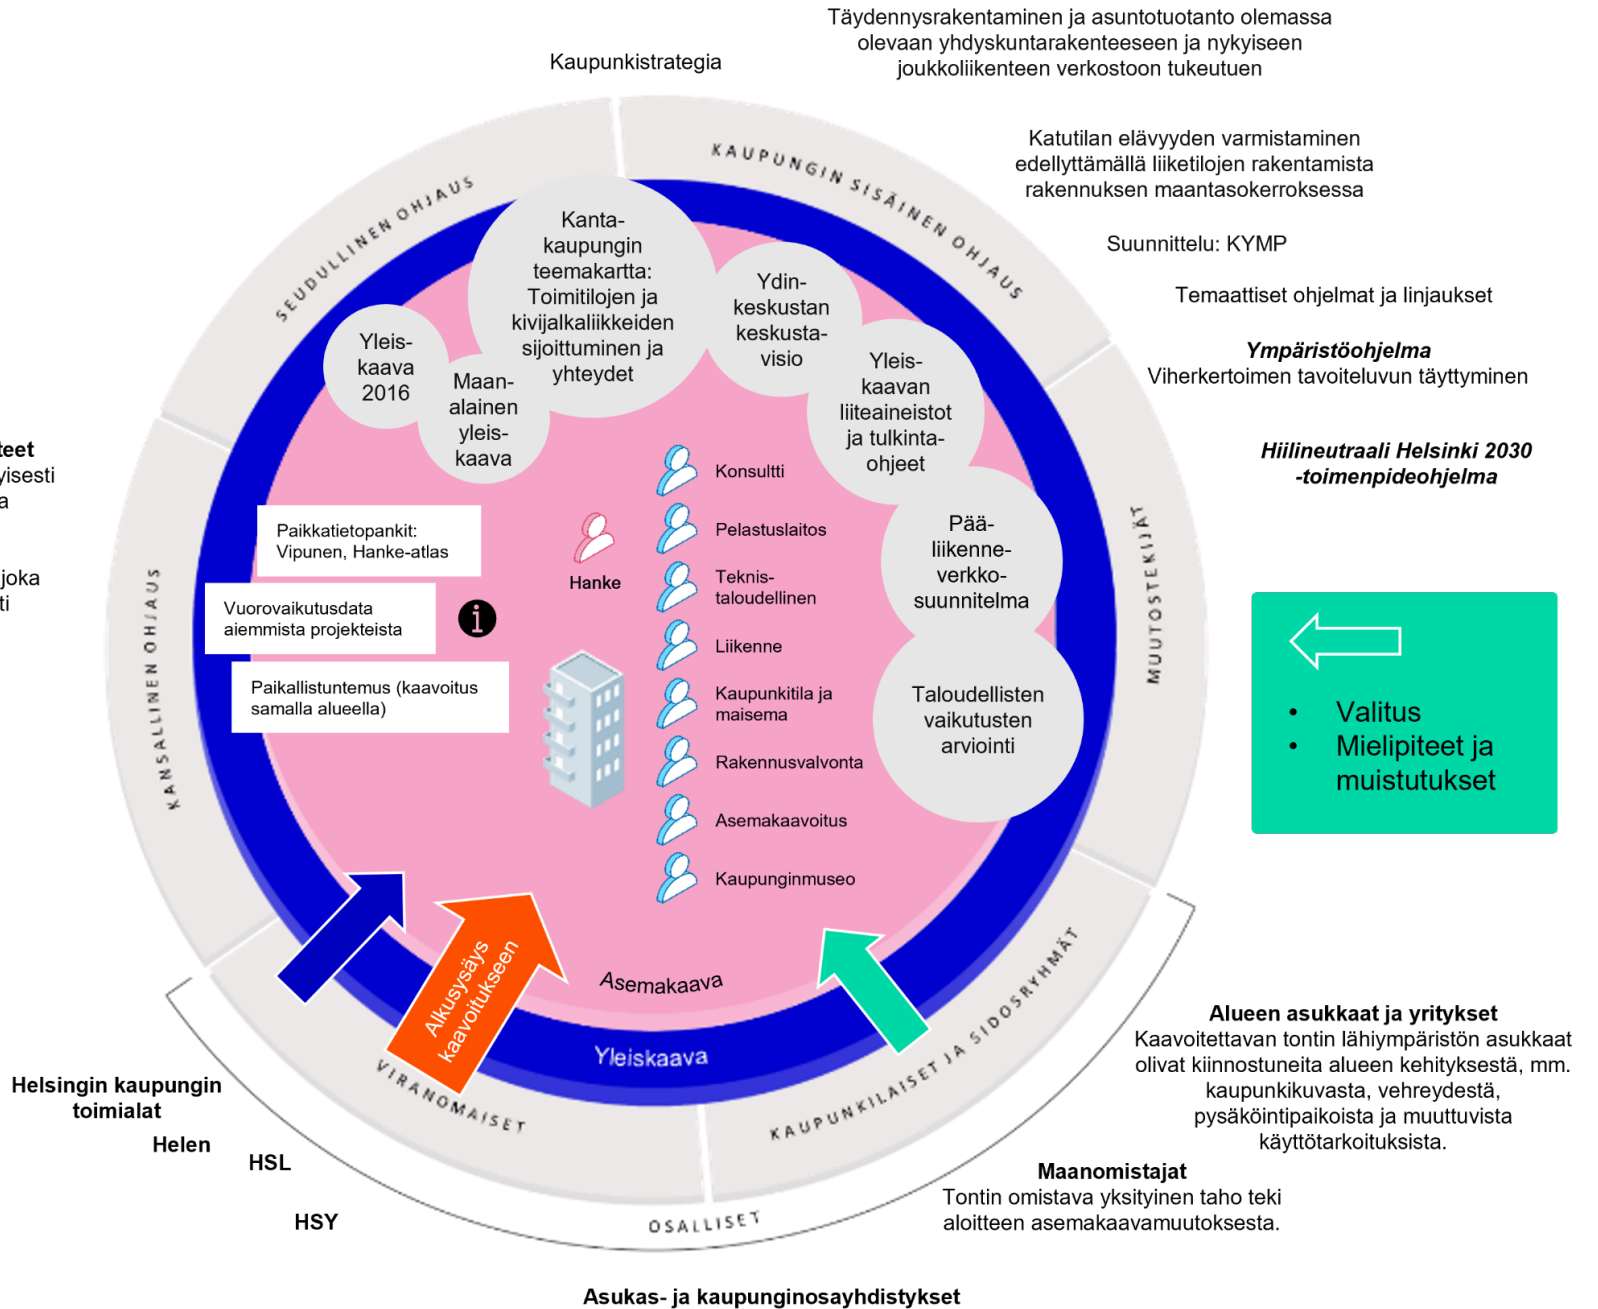 Täydennysrakentaminen ja asuntotuotanto olemassa
olevaan yhdyskuntarakenteeseen ja nykyiseen
joukkoliikenteen verkostoon tukeutuen
Kaupunkistrategia
Katutilan elävyyden varmistaminen
edellyttämällä liiketilojen rakentamista
rakennuksen maantasokerroksessa
Suunnittelu: KYMP
Temaattiset ohjelmat ja linjaukset
Ympäristöohjelma
Viherkertoimen tavoiteluvun täyttyminen
Hiilineutraali Helsinki 2030
-toimenpideohjelma
SEUDULLINEN OHJAUS
KAUPUNGIN SISÄINEN OHJAUS
MUUTOSTEKIJÄT
KANSALLINEN OHJAUS
teet
yisesti
a
joka
ti
Kanta-
kaupungin
teemakartta:
Toimitilojen ja
kivijalkaliikkeiden
sijoittuminen ja
yhteydet
Yleis-
kaava
2016
Maan-
alainen
yleis-
kaava
Ydin-
keskustan
keskusta-
visio
Yleis-
kaavan
liiteaineistot
ja tulkinta-
ohjeet
Pää-
liikenne-
verkko-
suunnitelma
Taloudellisten
vaikutusten
arviointi
Paikkatietopankit:
Vipunen, Hanke-atlas
Vuorovaikutusdata
aiemmista projekteista
i
Paikallistuntemus (kaavoitus
samalla alueella)
Hanke
Konsultti
Pelastuslaitos
Teknis-
taloudellinen
Liikenne
Kaupunkitila ja
maisema
Rakennusvalvonta
Asemakaavoitus
Kaupunginmuseo
• Valitus
• Mielipiteet ja
muistutukset
Alkusysäys
kaavoitukseen
Asemakaava
Yleiskaava
VIRANOMAISET
KAUPUNKILAISET JA SIDOSRYHMÄT
OSALLISET
Helsingin kaupungin
toimialat
Helen
HSL
HSY
Alueen asukkaat ja yritykset
Kaavoitettavan tontin lähiympäristön asukkaat
olivat kiinnostuneita alueen kehityksestä, mm.
kaupunkikuvasta, vehreydestä,
pysäköintipaikoista ja muuttuvista
käyttötarkoituksista.
Maanomistajat
Tontin omistava yksityinen taho teki
aloitteen asemakaavamuutoksesta.
Asukas- ja kaupunginosayhdistykset